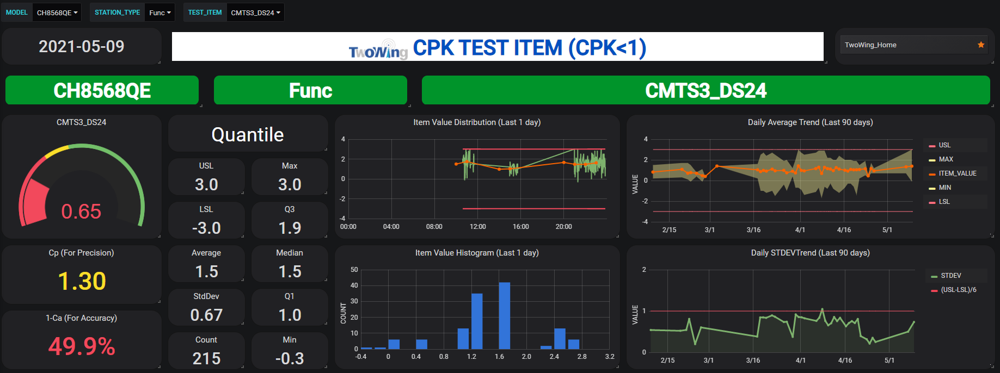 MODEL CH8568QE STATION_TYPE Func TEST_ITEM CMTS3_DS24
2021-05-09
TwoWing CPK TEST ITEM (CPK<1)
TwoWing_Home
CH8568QE
Func
CMTS3_DS24
CMTS3_DS24
0.65
Cp (For Precision)
1.30
1-Ca (For Accuracy)
49.9%
Quantile
USL
3.0
Max
3.0
LSL
-3.0
Q3
1.9
Average
1.5
Median
1.5
StdDev
0.67
Q1
1.0
Count
215
Min
-0.3
Item Value Distribution (Last 1 day)
4
2
0
-2
-4
00:00 04:00 08:00 12:00 16:00 20:00
Item Value Histogram (Last 1 day)
COUNT
50
40
30
20
10
0
-0.4 0 0.4 0.8 1.2 1.6 2.0 2.4 2.8 3.2
Daily Average Trend (Last 90 days)
VALUE
4
2
0
-2
-4
2/15 3/1 3/16 4/1 4/16 5/1
USL
MAX
ITEM_VALUE
MIN
LSL
Daily STDEVTrend (Last 90 days)
VALUE
2
1
0
2/15 3/1 3/16 4/1 4/16 5/1
STDEV
(USL-LSL)/6